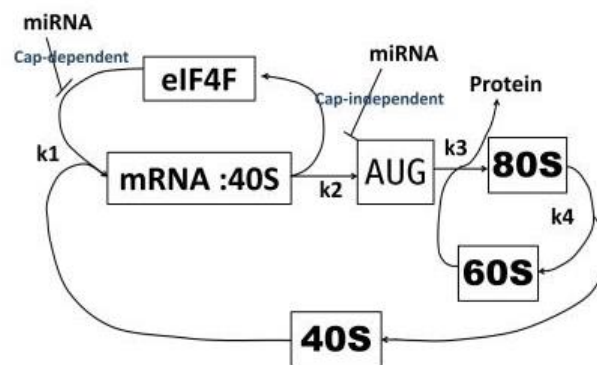 miRNA
Cap-dependent
eIF4F
miRNA
Cap-independent
Protein
k1
mRNA :40S
k2
AUG
k3
80S
k4
60S
40S